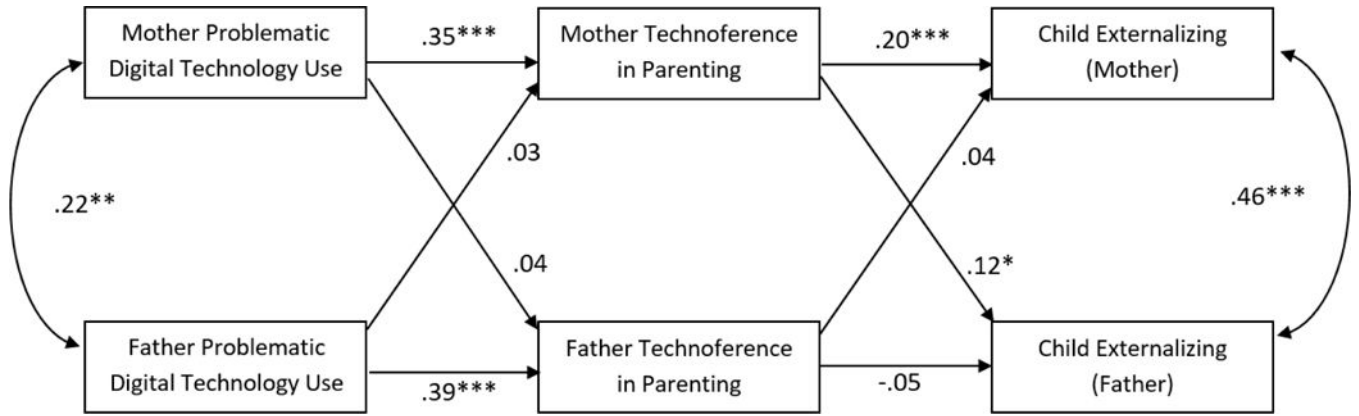 Mother Problematic
Digital Technology Use
.35***
Mother Technoference
in Parenting
.20***
Child Externalizing
(Mother)
.03
.04
.22**
.46***
.04
.12*
Father Problematic
Digital Technology Use
.39***
Father Technoference
in Parenting
-.05
Child Externalizing
(Father)